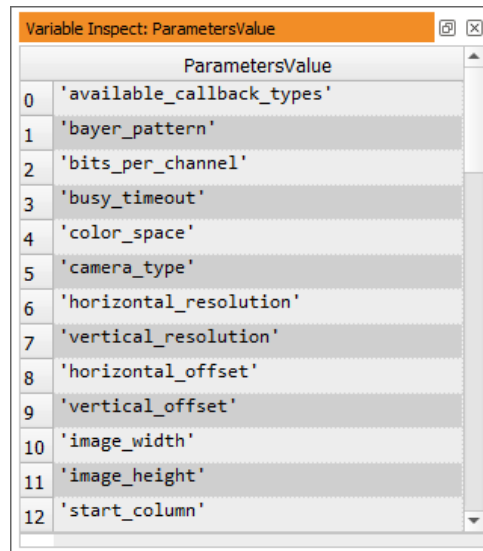 Variable Inspect: ParametersValue
ParametersValue
0 'available_callback_types'
1 'bayer_pattern'
2 'bits_per_channel'
3 'busy_timeout'
4 'color_space'
5 'camera_type'
6 'horizontal_resolution'
7 'vertical_resolution'
8 'horizontal_offset'
9 'vertical_offset'
10 'image_width'
11 'image_height'
12 'start_column'